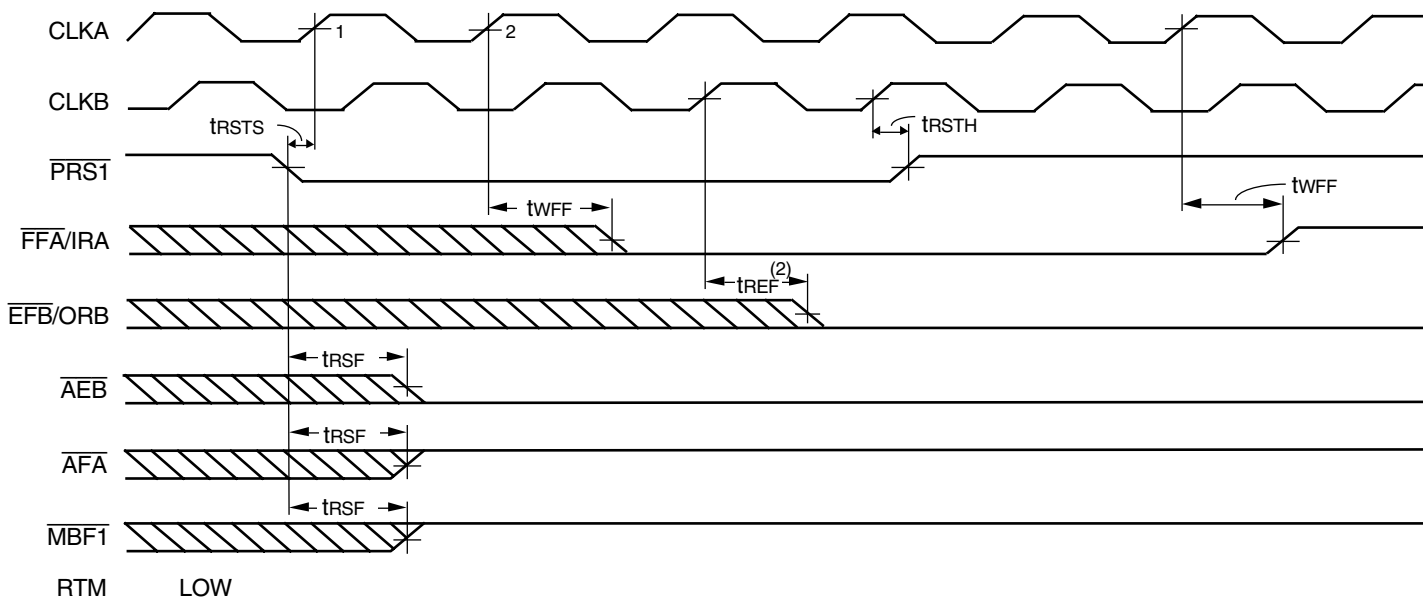 CLKA 1 2
CLKB
tRSTS tRSTH
PRS1
tWFF tWFF
FFA/IRA
tREF(2)
EFB/ORB
tRSF
AEB
tRSF
AFA
tRSF
MBF1
RTM LOW